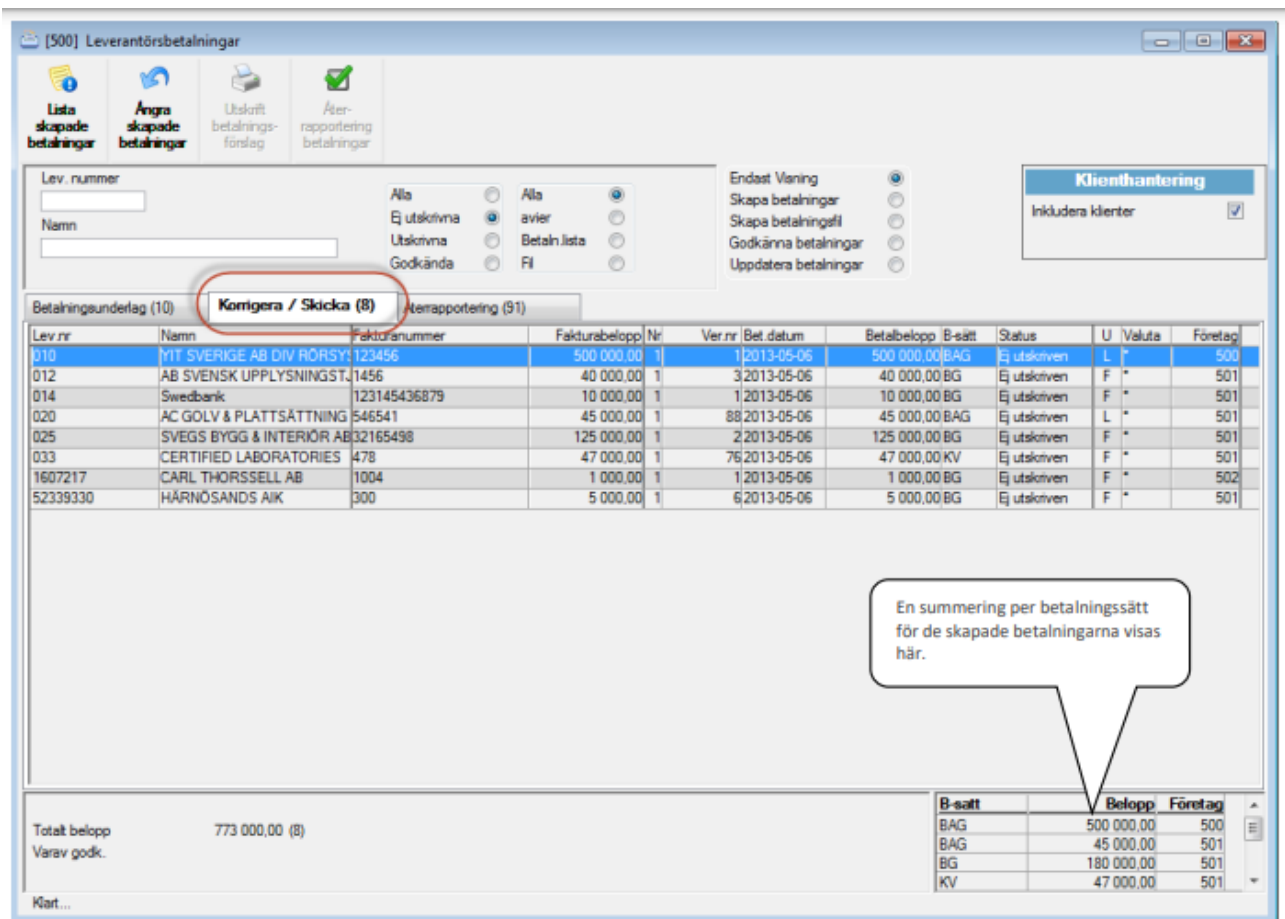 [500] Leverantörsbetalningar
Lista skapade betalningar
Ångra skapade betalningar
Utskrift betalnings-förslag
Åter-rapportering betalningar
Lev. nummer
Namn
Alla
Ej utskrivna
Utskrivna
Godkända
Alla
avier
Betaln.lista
Fil
Endast Visning
Skapa betalningar
Skapa betalningsfil
Godkänna betalningar
Uppdatera betalningar
Klienthantering
Inkludera klienter
Betalningsunderlag (10) Korrigera / Skicka (8) Återrapportering (91)
Lev.nr Namn Fakturanummer Fakturabelopp Nr Ver.nr Bet.datum Betalbelopp B-sätt Status U Valuta Företag
010 YIT SVERIGE AB DIV RÖRSYS 123456 500 000,00 1 1 2013-05-06 500 000,00 BAG Ej utskriven L * 500
012 AB SVENSK UPPLYSNINGSTJ 1456 40 000,00 1 3 2013-05-06 40 000,00 BG Ej utskriven F * 501
014 Swedbank 123145436879 10 000,00 1 1 2013-05-06 10 000,00 BG Ej utskriven F * 501
020 AC GOLV & PLATTSÄTTNING 546541 45 000,00 1 88 2013-05-06 45 000,00 BAG Ej utskriven L * 501
025 SVEGS BYGG & INTERIÖR AB 32165498 125 000,00 1 2 2013-05-06 125 000,00 BG Ej utskriven F * 501
033 CERTIFIED LABORATORIES 478 47 000,00 1 76 2013-05-06 47 000,00 KV Ej utskriven F * 501
1607217 CARL THORSSELL AB 1004 1 000,00 1 1 2013-05-06 1 000,00 BG Ej utskriven F * 502
52339330 HÄRNÖSANDS AIK 300 5 000,00 1 6 2013-05-06 5 000,00 BG Ej utskriven F * 501
En summering per betalningssätt
för de skapade betalningarna visas
här.
Totalt belopp 773 000,00 (8)
Varav godk.
B-satt Belopp Företag
BAG 500 000,00 500
BAG 45 000,00 501
BG 180 000,00 501
KV 47 000,00 501
Klart...